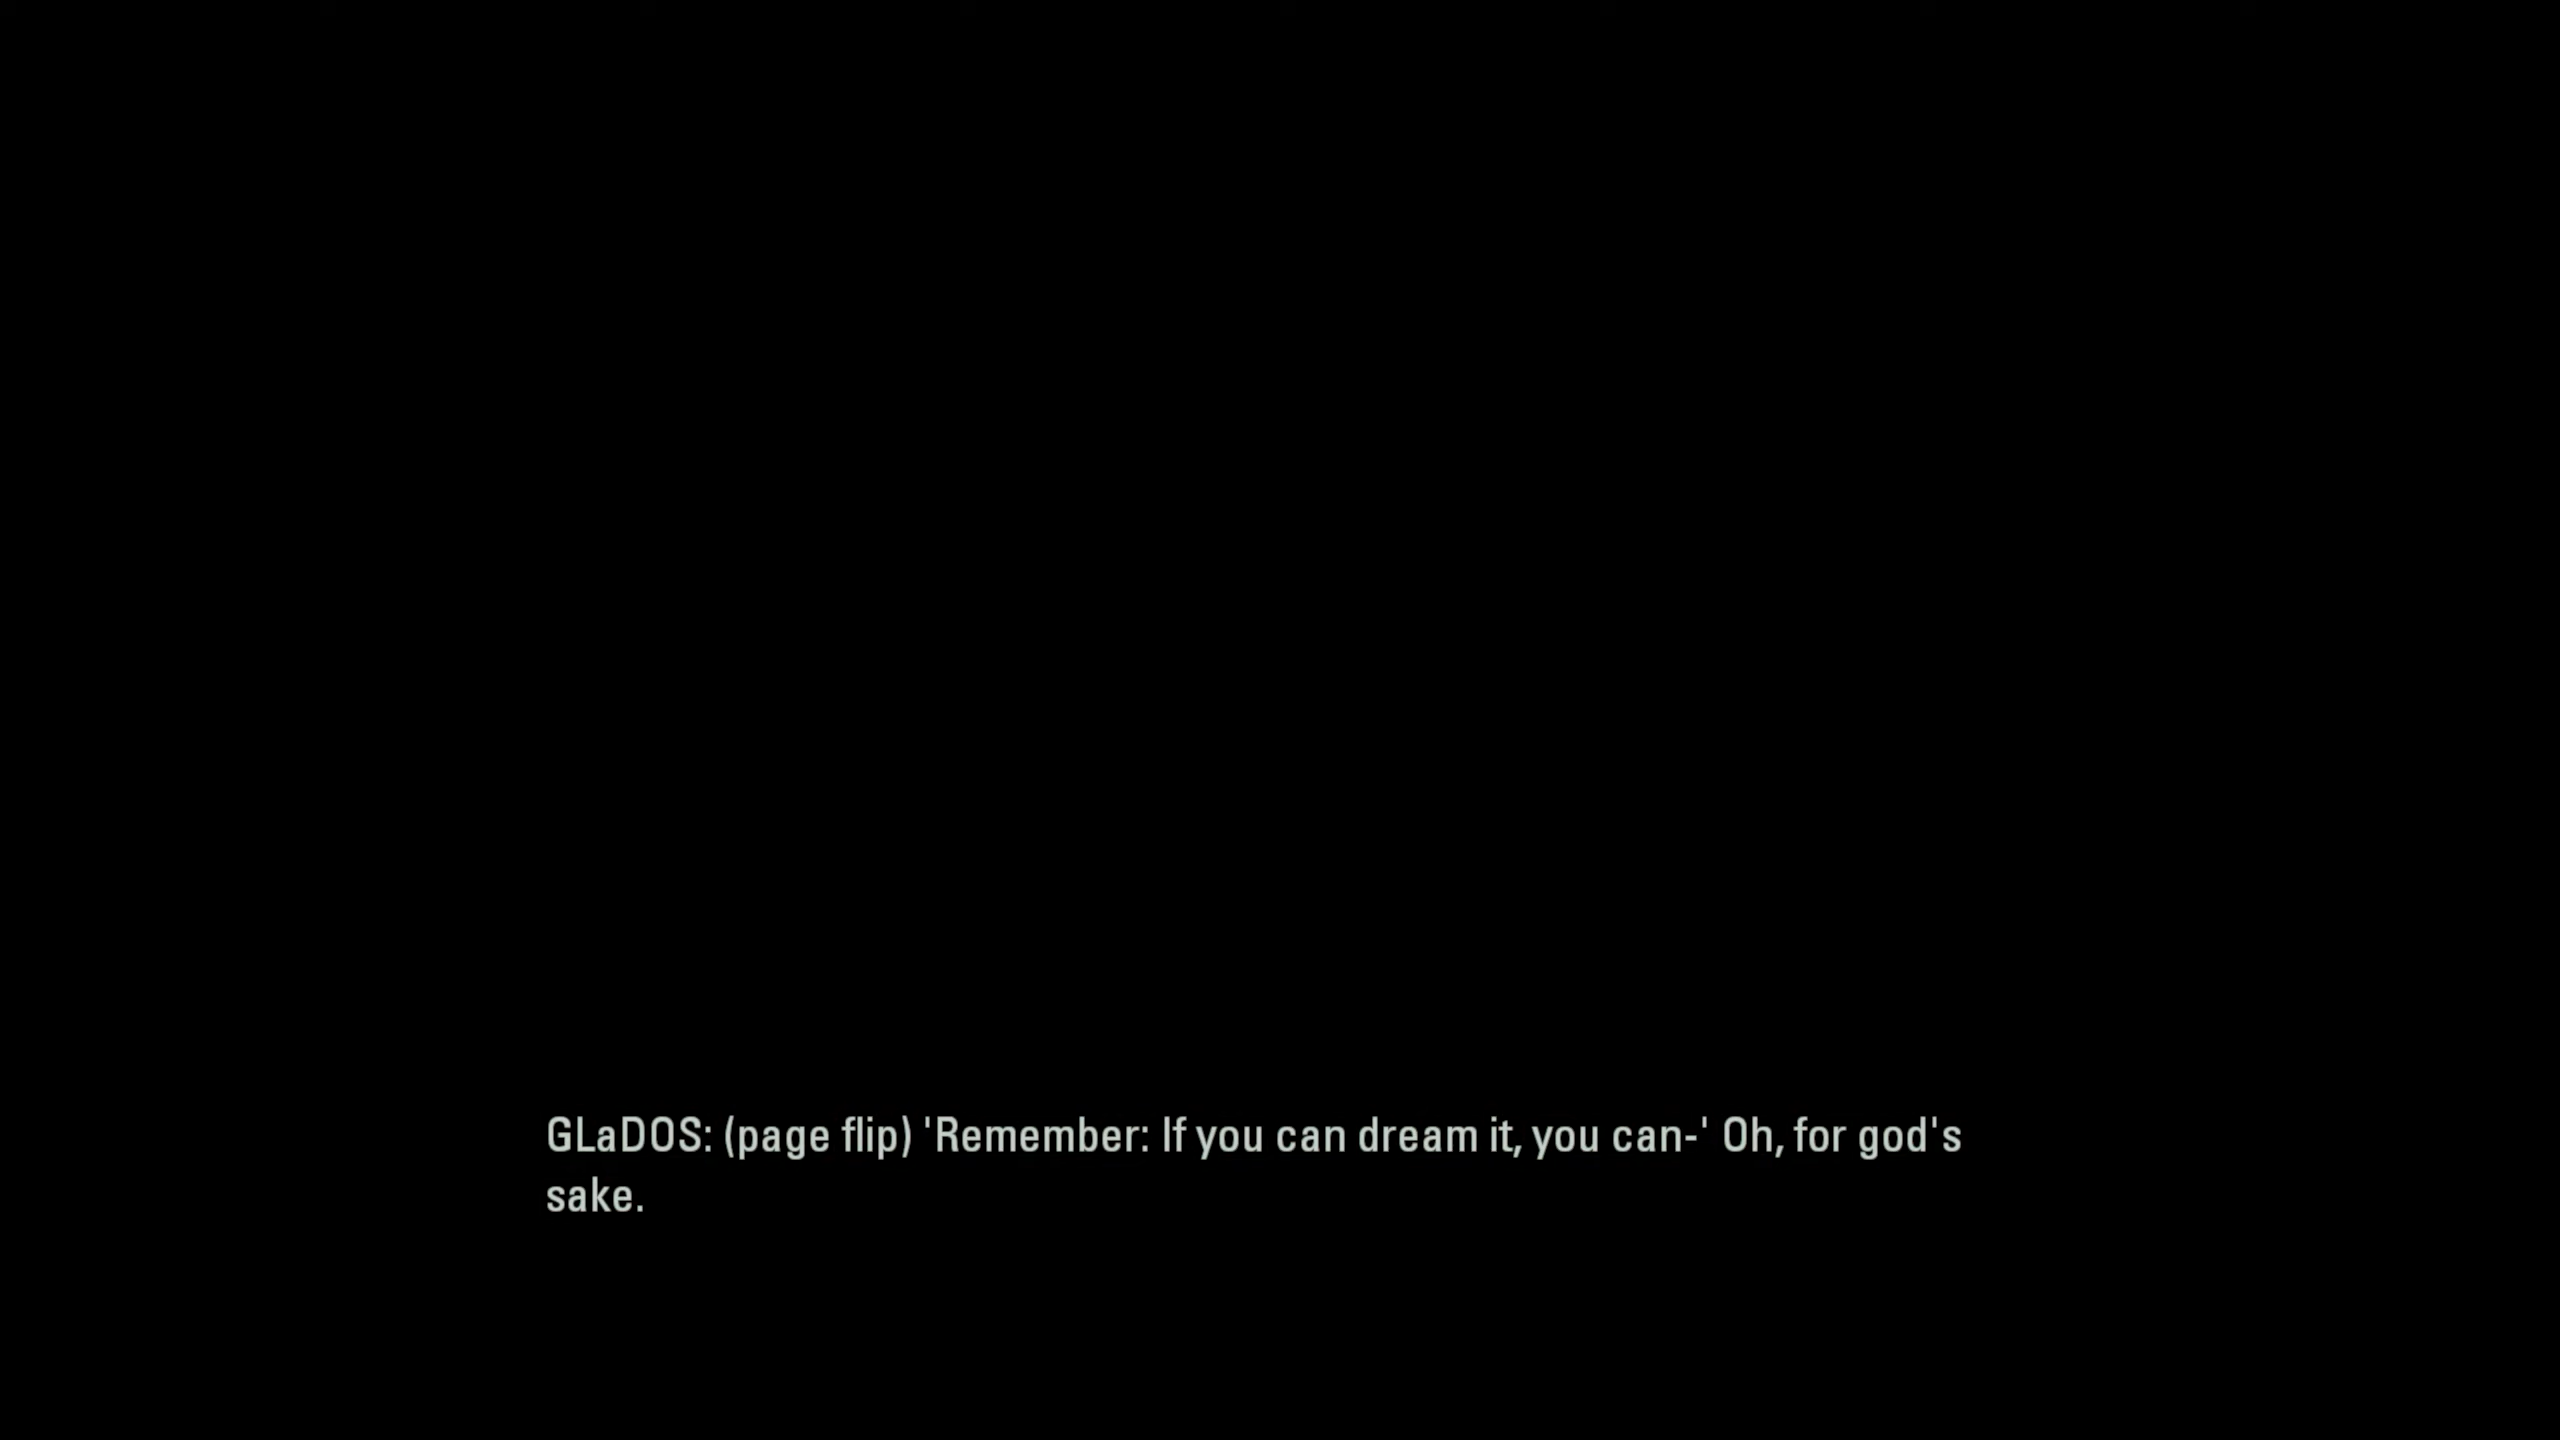 GLaDOS: (page flip) 'Remember: If you can dream it, you can-' Oh, for god's
sake.